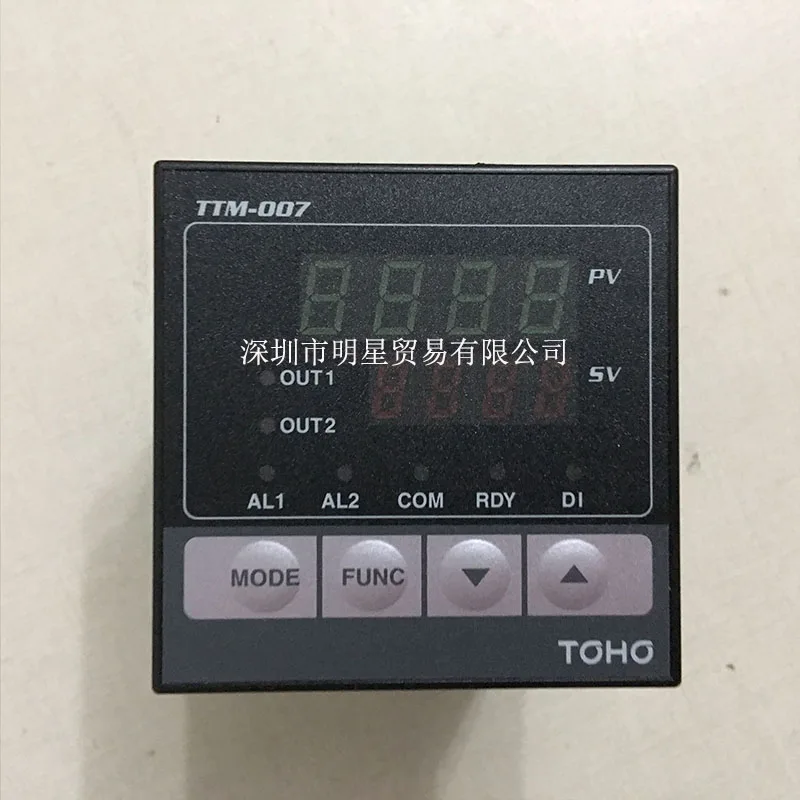 TTM-007
PV
深圳市明星贸易有限公司
OUT1
SV
OUT2
AL1 AL2 COM RDY DI
MODE FUNC ▼ ▲
TOHO